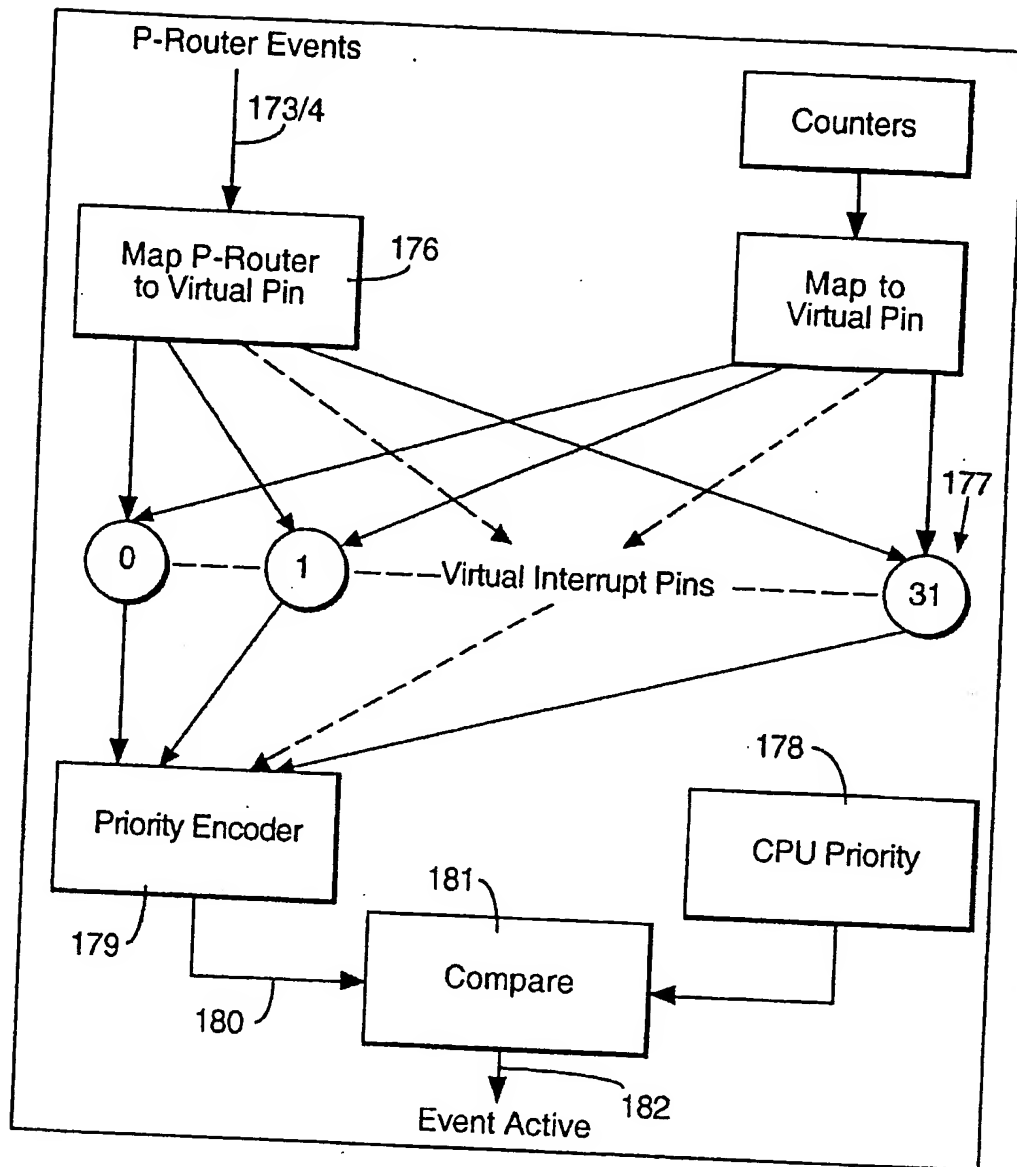 P-Router Events
173/4
Counters
Map P-Router
to Virtual Pin
176
Map to
Virtual Pin
177
0
1
Virtual Interrupt Pins
31
178
Priority Encoder
CPU Priority
181
179
Compare
180
182
Event Active